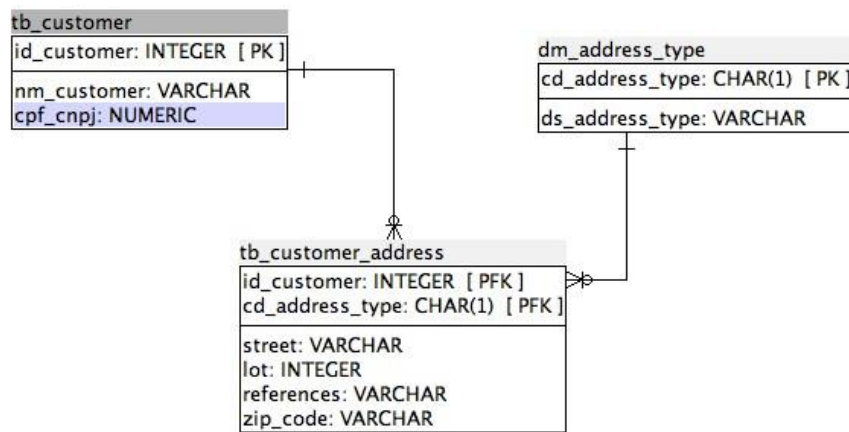 tb_customer
id_customer: INTEGER [ PK ]
nm_customer: VARCHAR
cpf_cnpj: NUMERIC
dm_address_type
cd_address_type: CHAR(1) [ PK ]
ds_address_type: VARCHAR
tb_customer_address
id_customer: INTEGER [ PFK ]
cd_address_type: CHAR(1) [ PFK ]
street: VARCHAR
lot: INTEGER
references: VARCHAR
zip_code: VARCHAR